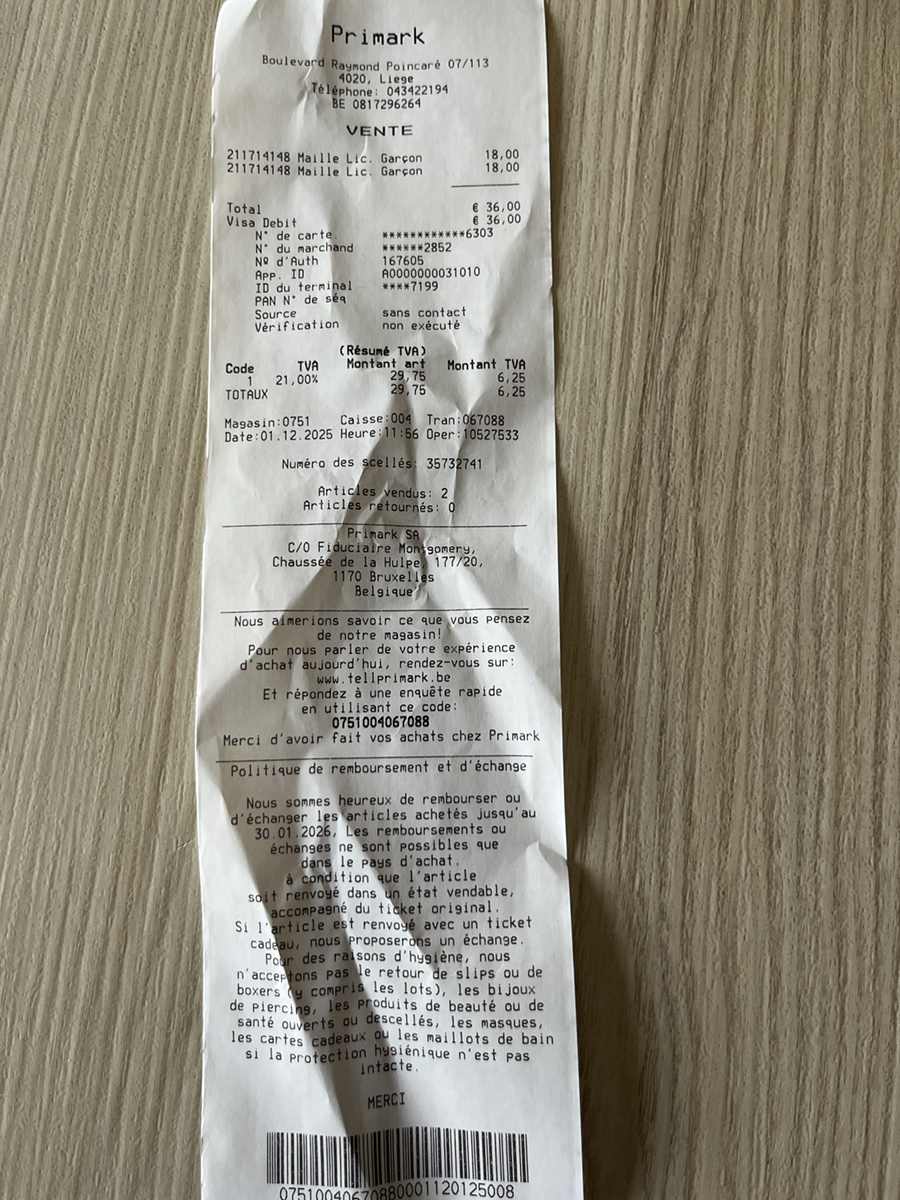 Primark
Boulevard Raymond Poincaré 07/113
4020, Liege
Téléphone: 043422194
BE 0817296264
VENTE
211714148 Maille Lic. Garçon 18,00
211714148 Maille Lic. Garçon 18,00
Total € 36,00
Visa Debit € 36,00
N° de carte. ************6303
N° du marchand ******2852
Nº d'Auth 167605
App. ID A0000000031010
ID du terminal ****7199
PAN N° de séq
Source sans contact
Vérification non exécuté
(Résumé TVA)
Code TVA Montant art Montant TVA
1 21,00% 29,75 6,25
TOTAUX 29,75 6,25
Magasin:0751 Caisse:004 Tran:067088
Date:01.12.2025 Heure:11:56 Oper:10527533
Numéro des scellés: 35732741
Articles vendus: 2
Articles retournés: 0
Primark SA
C/O Fiduciaire Montgomery,
Chaussée de la Hulpe, 177/20,
1170 Bruxelles
Belgique
Nous aimerions savoir ce que vous pensez
de notre magasin!
Pour nous parler de votre expérience
d'achat aujourd'hui, rendez-vous sur:
www.tellprimark.be
Et répondez à une enquête rapide
en utilisant ce code:
0751004067088
Merci d'avoir fait vos achats chez Primark
Politique de remboursement et d'échange
Nous sommes heureux de rembourser ou
d'échanger les articles achetés jusqu'au
30.01.2026, Les remboursements ou
échanges ne sont possibles que
dans le pays d'achat.
à condition que l'article
soit renvoyé dans un état vendable,
accompagné du ticket original.
Si l'article est renvoyé avec un ticket
cadeau, nous proposerons un échange.
Pour des raisons d'hygiène, nous
n'acceptons pas le retour de slips ou de
boxers (y compris les lots), les bijoux
de piercing, les produits de beauté ou de
santé ouverts ou descellés, les masques,
les cartes cadeaux ou les maillots de bain
si la protection hygiénique n'est pas
intacte.
MERCI
07510040670880001120125008